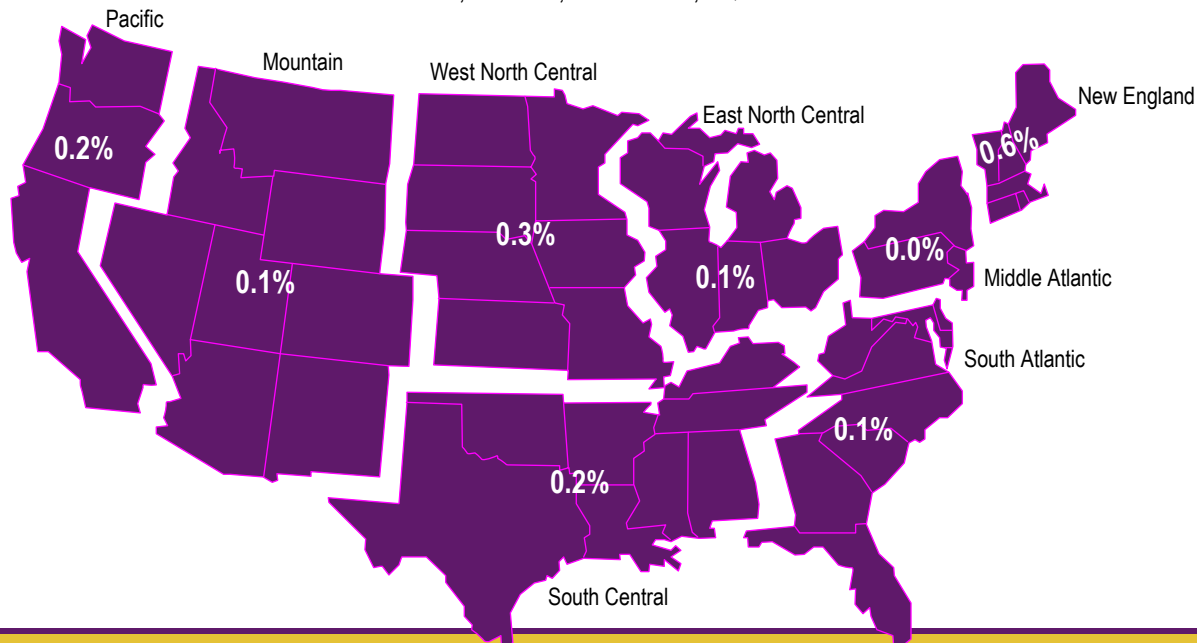 Pacific
Mountain
West North Central
East North Central
New England
0.2%
0.6%
0.3%
0.0%
0.1%
0.1%
Middle Atlantic
South Atlantic
0.1%
0.2%
South Central